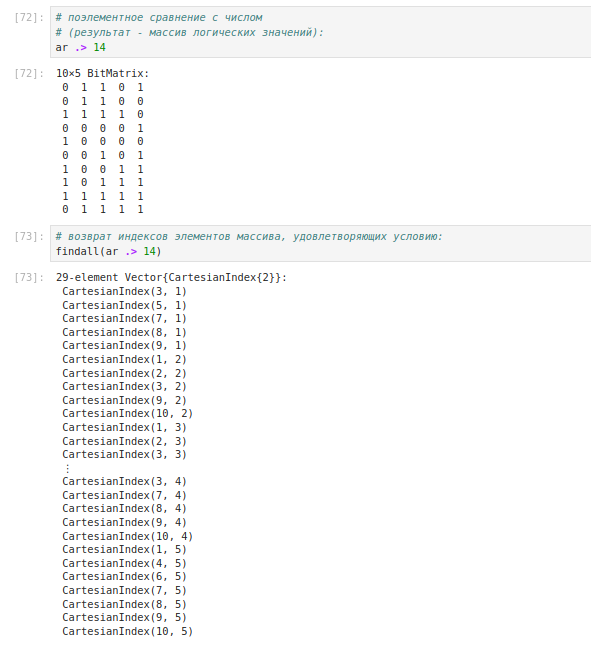 [72]: # поэлементное сравнение с числом
# (результат - массив логических значений):
ar .> 14
[72]: 10×5 BitMatrix:
0 1 1 0 1
0 1 1 0 0
1 1 1 1 0
0 0 0 0 1
1 0 0 0 0
0 0 1 0 1
1 0 0 1 1
1 0 1 1 1
1 1 1 1 1
0 1 1 1 1
[73]: # возврат индексов элементов массива, удовлетворяющих условию:
findall(ar .> 14)
[73]: 29-element Vector{CartesianIndex{2}}:
CartesianIndex(3, 1)
CartesianIndex(5, 1)
CartesianIndex(7, 1)
CartesianIndex(8, 1)
CartesianIndex(9, 1)
CartesianIndex(1, 2)
CartesianIndex(2, 2)
CartesianIndex(3, 2)
CartesianIndex(9, 2)
CartesianIndex(10, 2)
CartesianIndex(1, 3)
CartesianIndex(2, 3)
CartesianIndex(3, 3)
⋮
CartesianIndex(3, 4)
CartesianIndex(7, 4)
CartesianIndex(8, 4)
CartesianIndex(9, 4)
CartesianIndex(10, 4)
CartesianIndex(1, 5)
CartesianIndex(4, 5)
CartesianIndex(6, 5)
CartesianIndex(7, 5)
CartesianIndex(8, 5)
CartesianIndex(9, 5)
CartesianIndex(10, 5)